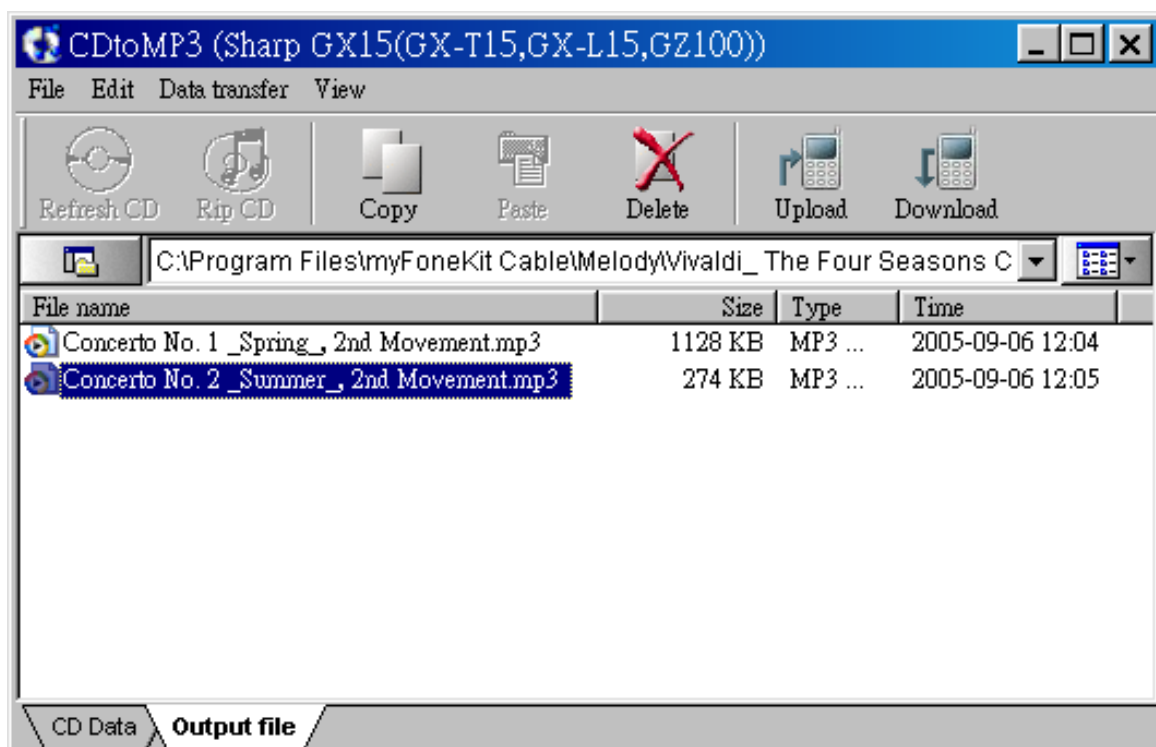 CDtoMP3 (Sharp GX15(GX-T15,GX-L15,GZ100))
File Edit Data transfer View
Refresh CD Rip CD Copy Paste Delete Upload Download
C:\Program Files\myFoneKit Cable\Melody\Vivaldi_ The Four Seasons C
File name Size Type Time
Concerto No. 1 _Spring_, 2nd Movement.mp3 1128 KB MP3 ... 2005-09-06 12:04
Concerto No. 2 _Summer_, 2nd Movement.mp3 274 KB MP3 ... 2005-09-06 12:05
CD Data Output file